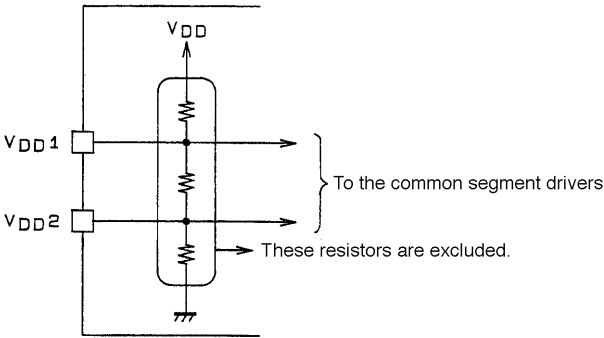 VDD
VDD1
To the common segment drivers
VDD2
These resistors are excluded.